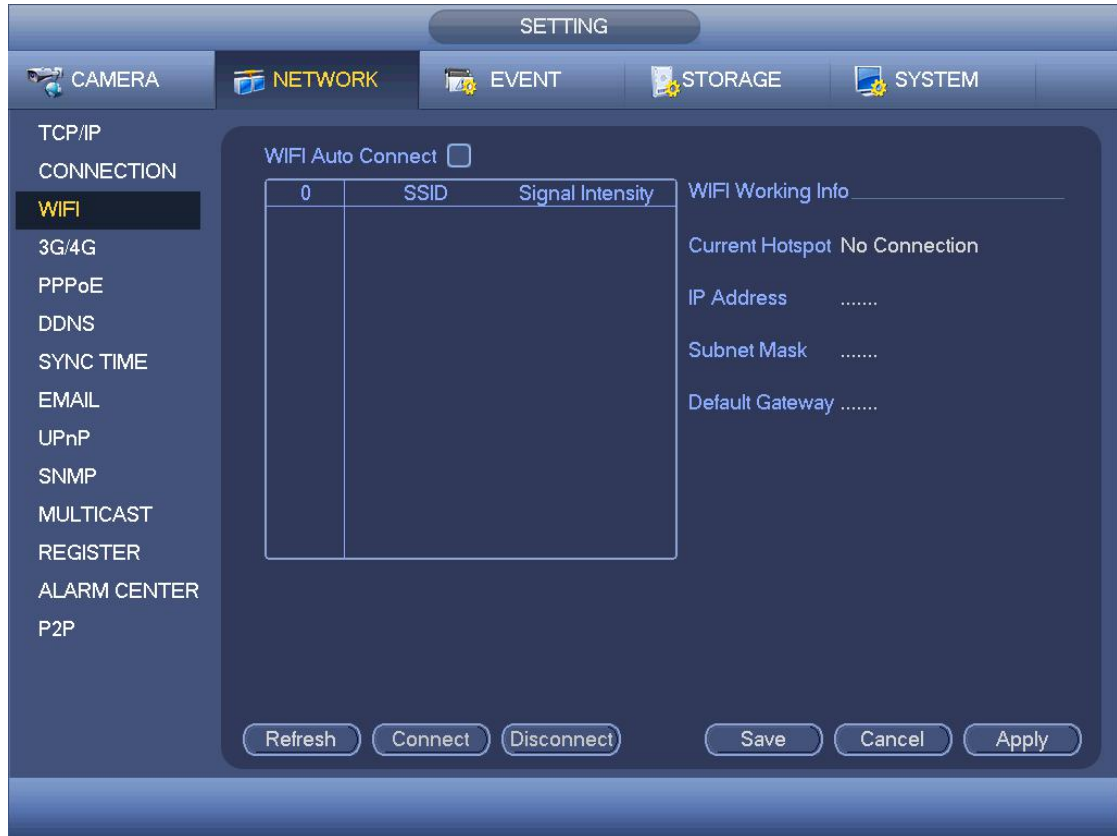 SETTING
CAMERA NETWORK EVENT STORAGE SYSTEM
TCP/IP
CONNECTION
WIFI
3G/4G
PPPoE
DDNS
SYNC TIME
EMAIL
UPnP
SNMP
MULTICAST
REGISTER
ALARM CENTER
P2P
WIFI Auto Connect
0 SSID Signal Intensity
WIFI Working Info
Current Hotspot No Connection
IP Address .......
Subnet Mask .......
Default Gateway .......
Refresh Connect Disconnect Save Cancel Apply